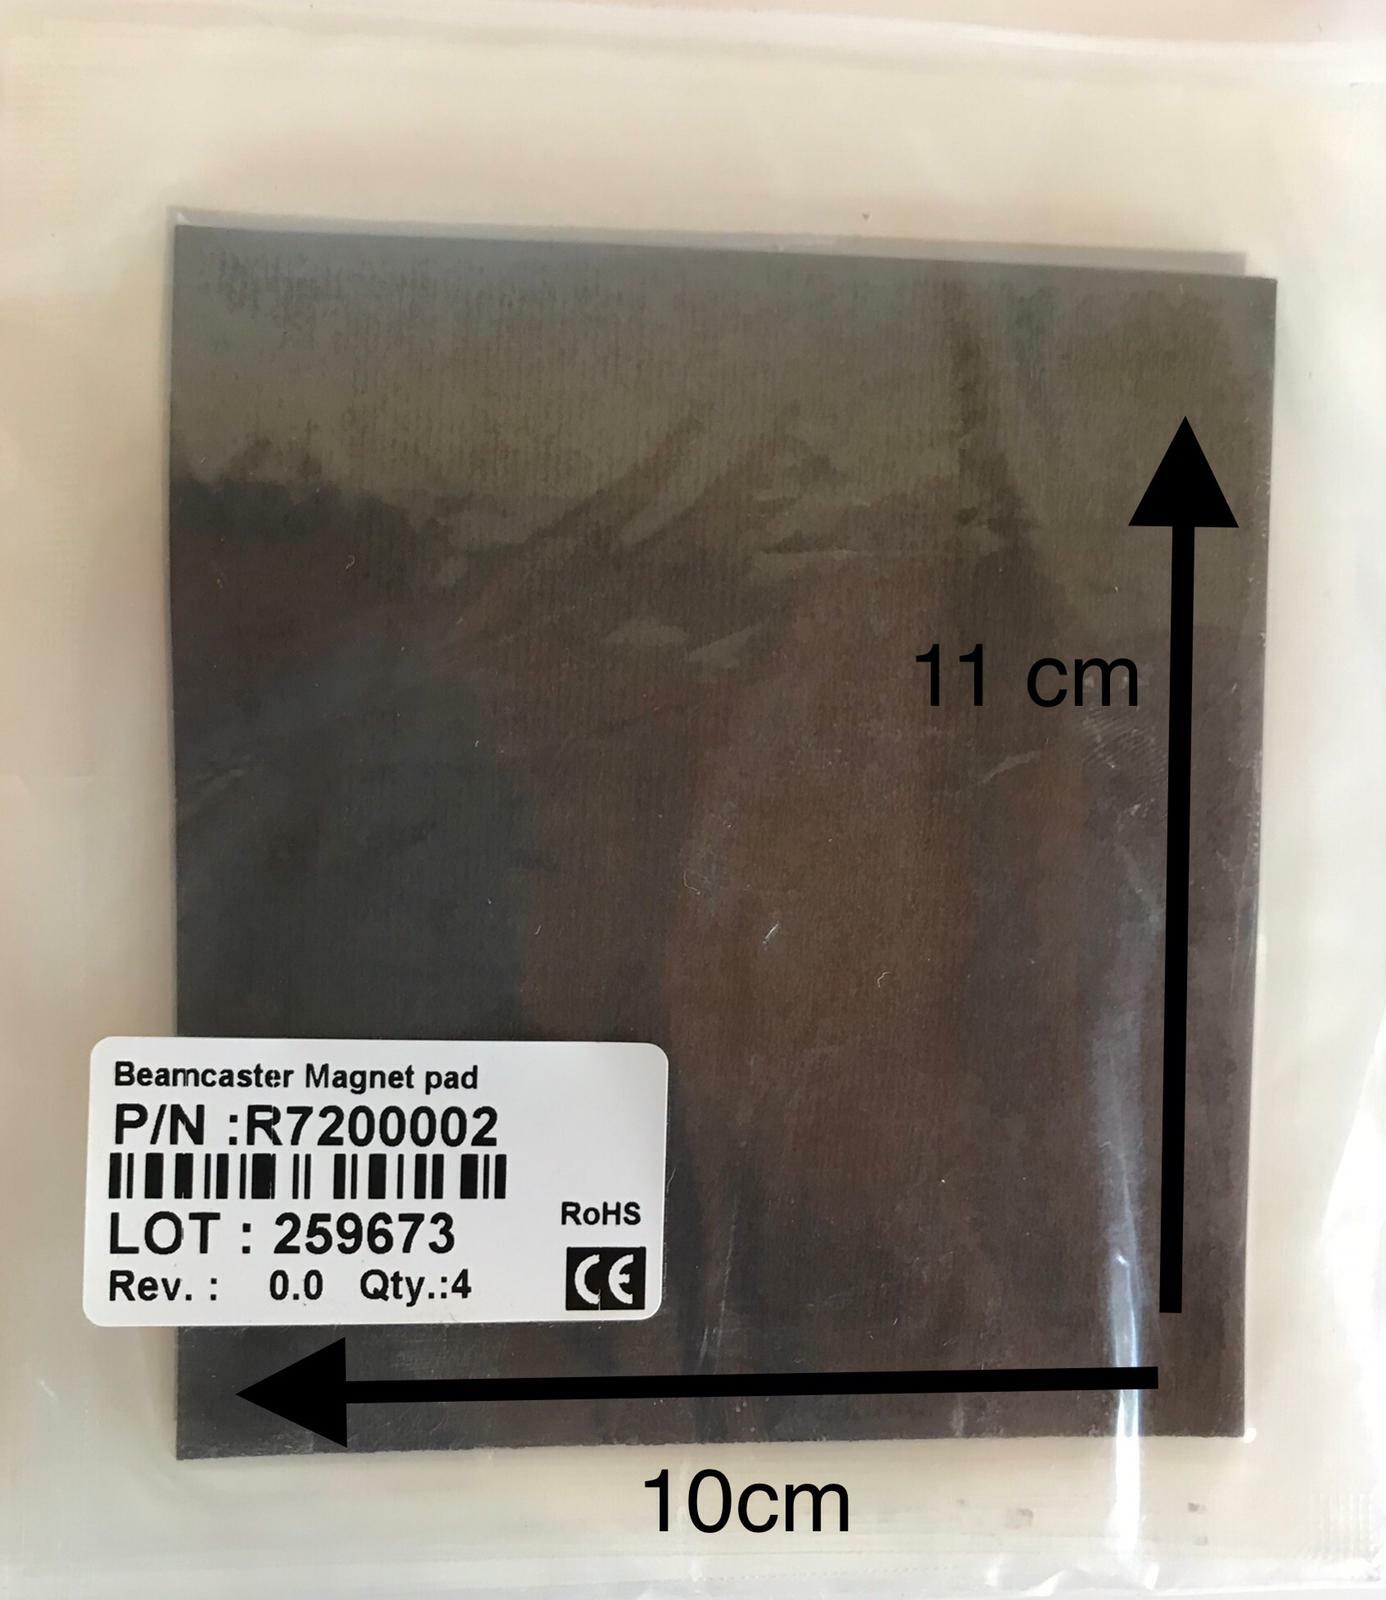 11 cm
Beamcaster Magnet pad
P/N :R7200002
LOT : 259673
RoHS
Rev. : 0.0 Qty.:4
CE
10cm